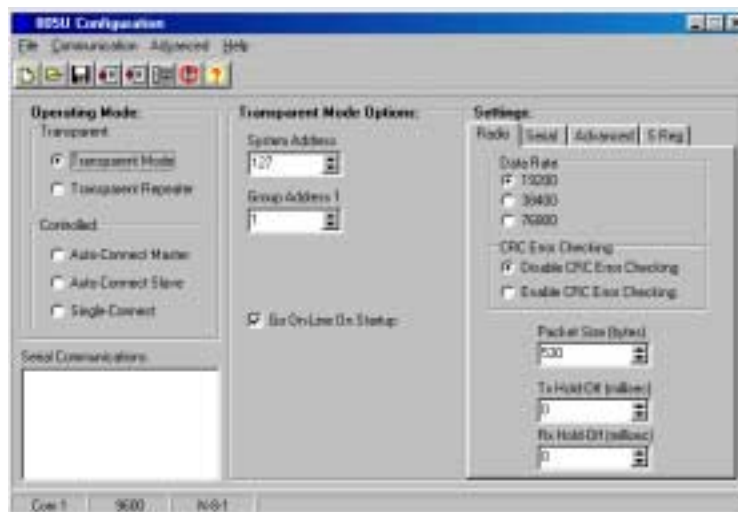 805U Configuration
File Communication Advanced Help
Operating Mode:
Transparent
Transparent Mode
Transparent Repeater
Controlled
Auto-Connect Master
Auto-Connect Slave
Single-Connect
Serial Communications
Transparent Mode Options:
System Address
127
Group Address 1
1
Go On-Line On Startup
Settings:
Radio Serial Advanced S Reg
Data Rate
19200
38400
76800
CRC Error Checking
Disable CRC Error Checking
Enable CRC Error Checking
Packet Size (bytes)
530
Tx Hold-Off (millisec)
0
Rx Hold-Off (millisec)
0
Com 1 9600 N-8-1